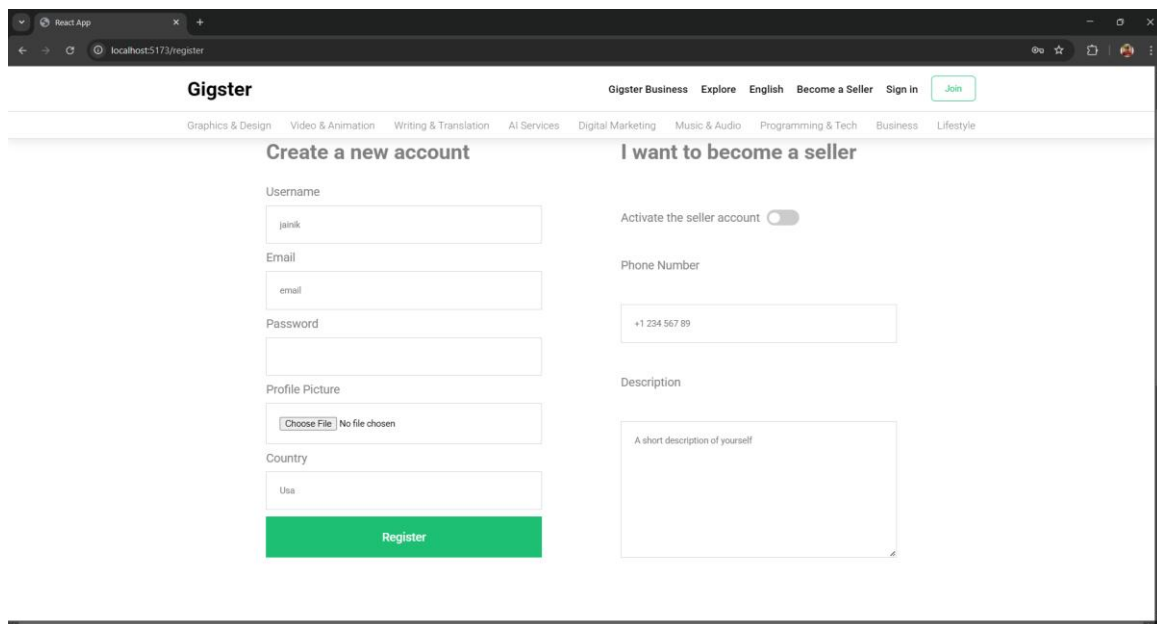 React App
localhost:5173/register
Gigster
Gigster Business Explore English Become a Seller Sign in Join
Graphics & Design Video & Animation Writing & Translation AI Services Digital Marketing Music & Audio Programming & Tech Business Lifestyle
Create a new account
Username
jainik
Email
email
Password
Profile Picture
Choose File No file chosen
Country
Usa
Register
I want to become a seller
Activate the seller account
Phone Number
+1 234 567 89
Description
A short description of yourself